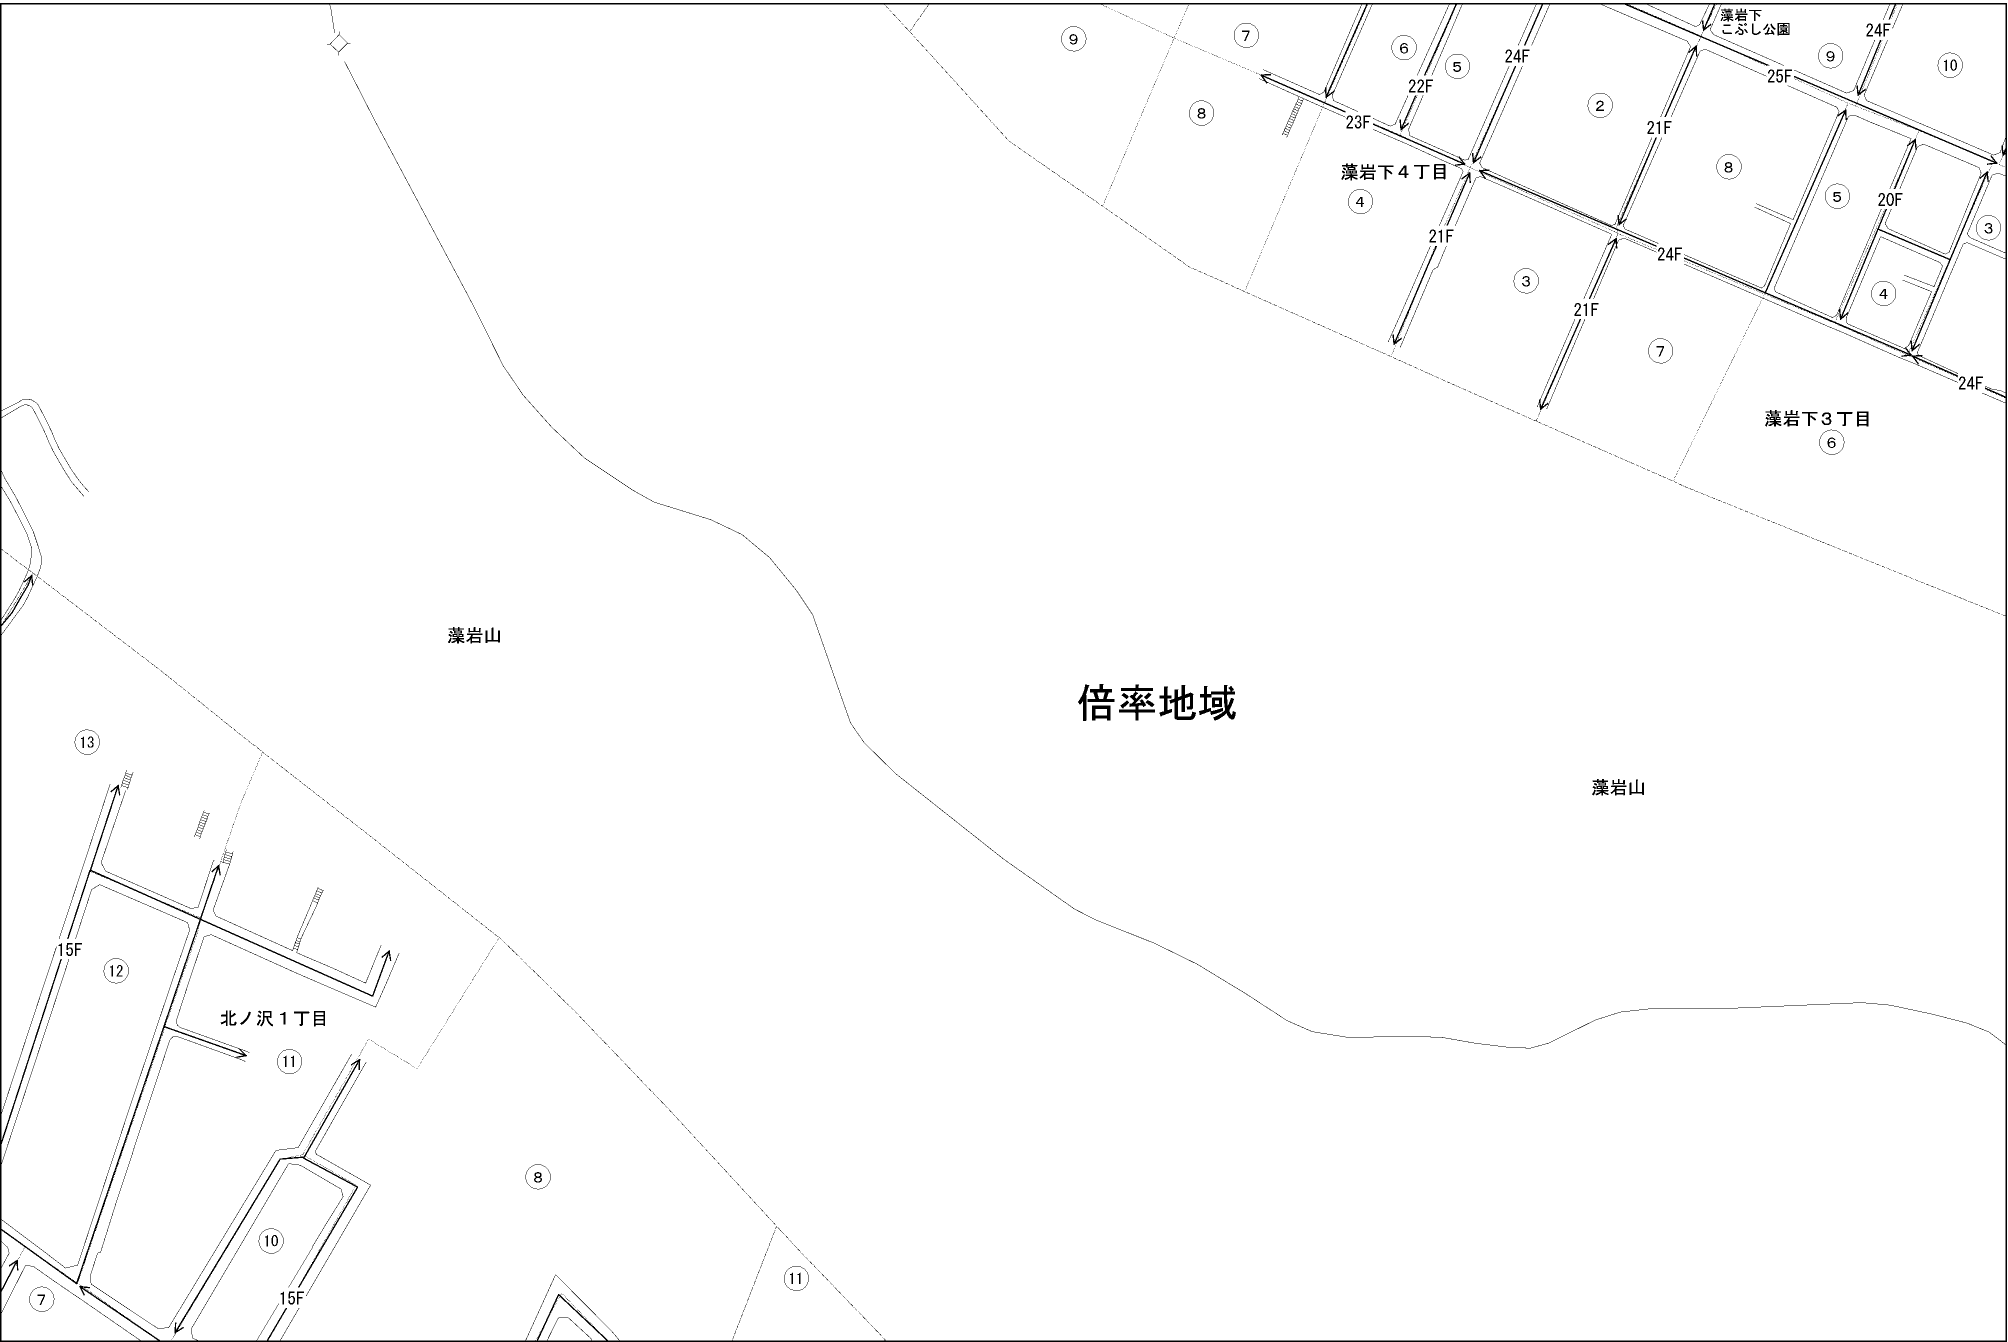 藻岩下
こぶし公園
⑨
⑦
⑥
⑤
24F
22F
24F
⑨
⑩
25F
②
⑧
23F
21F
⑧
藻岩下4丁目
④
⑤
20F
③
21F
24F
③
④
21F
⑦
24F
藻岩下3丁目
⑥
藻岩山
倍率地域
藻岩山
⑬
15F
⑫
北ノ沢1丁目
⑪
⑧
⑩
15F
⑦
⑪